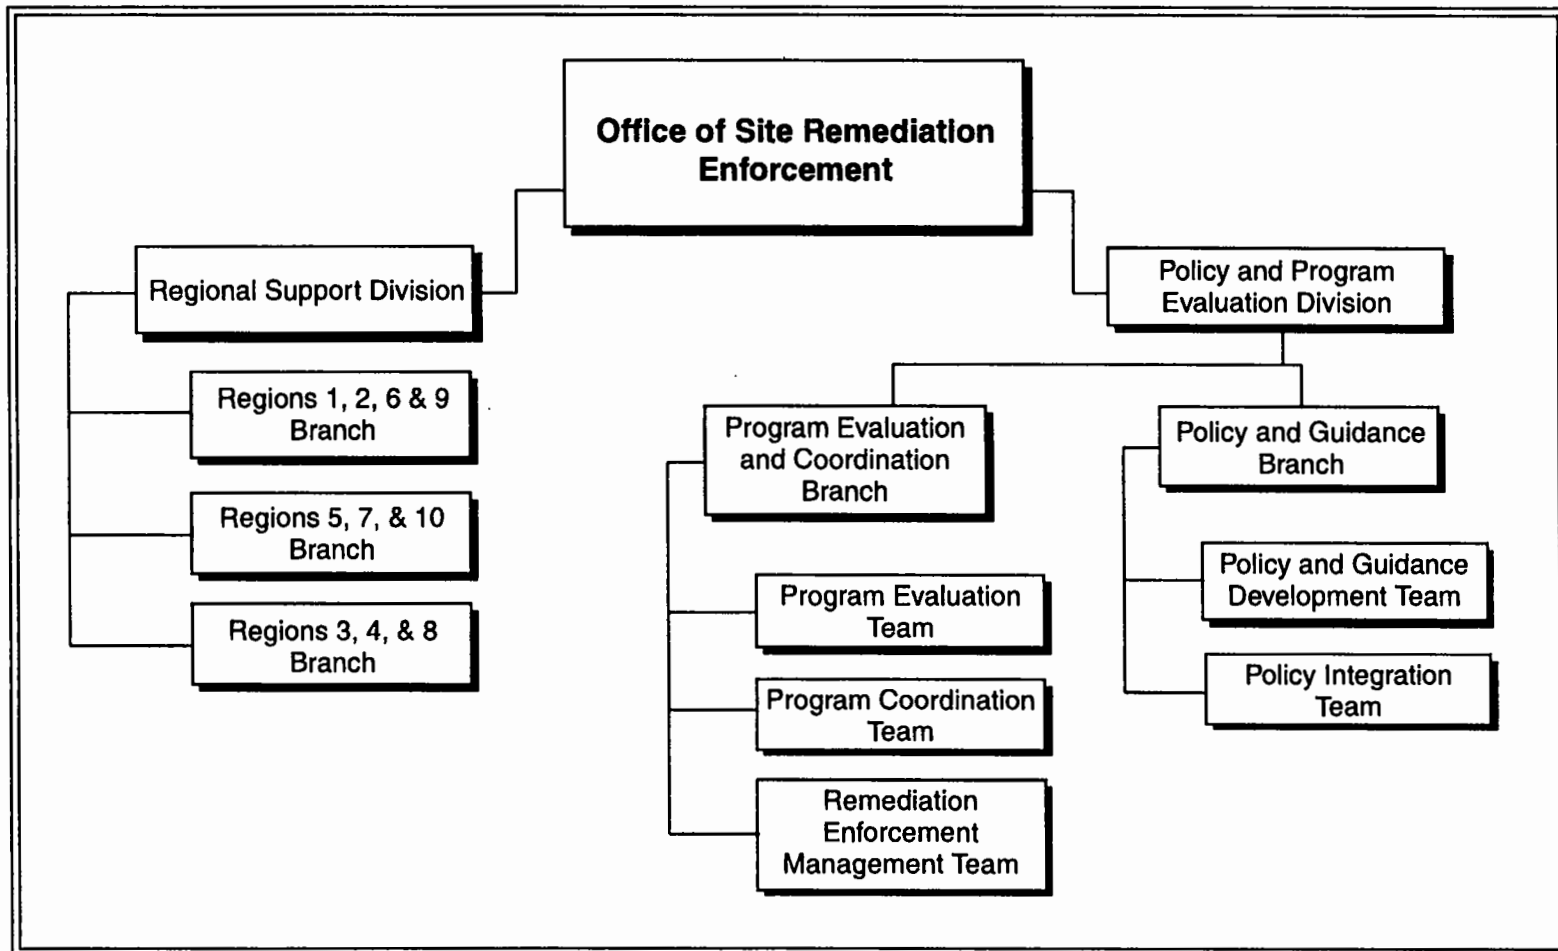 Office of Site Remediation
Enforcement
Regional Support Division
Regions 1, 2, 6 & 9
Branch
Regions 5, 7, & 10
Branch
Regions 3, 4, & 8
Branch
Policy and Program
Evaluation Division
Program Evaluation
and Coordination
Branch
Program Evaluation
Team
Program Coordination
Team
Remediation
Enforcement
Management Team
Policy and Guidance
Branch
Policy and Guidance
Development Team
Policy Integration
Team